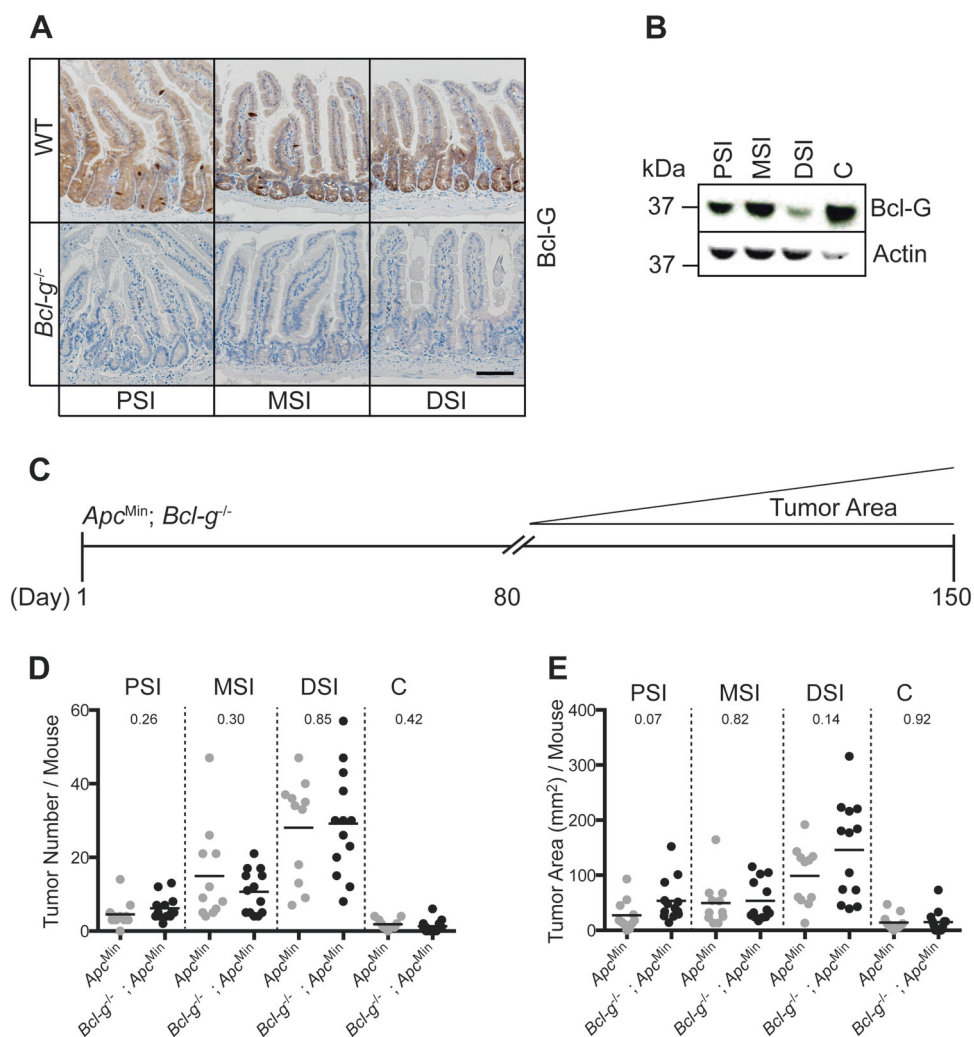 A
WT
Bcl-g-/-
PSI
MSI
DSI
Bcl-G
B
kDa
PSI
MSI
DSI
C
37
Bcl-G
37
Actin
C
ApcMin; Bcl-g-/-
Tumor Area
(Day) 1
80
150
D
PSI
MSI
DSI
C
0.26
0.30
0.85
0.42
Tumor Number / Mouse
60
40
20
0
ApcMin
Bcl-g-/- ; ApcMin
ApcMin
Bcl-g-/- ; ApcMin
ApcMin
Bcl-g-/- ; ApcMin
ApcMin
Bcl-g-/- ; ApcMin
E
PSI
MSI
DSI
C
0.07
0.82
0.14
0.92
Tumor Area (mm²) / Mouse
400
300
200
100
0
ApcMin
Bcl-g-/- ; ApcMin
ApcMin
Bcl-g-/- ; ApcMin
ApcMin
Bcl-g-/- ; ApcMin
ApcMin
Bcl-g-/- ; ApcMin